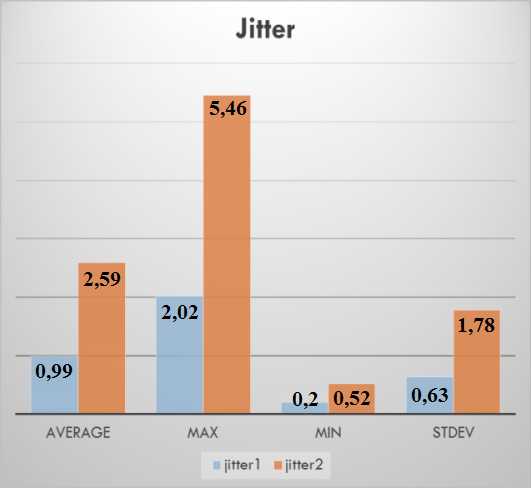 Jitter
5,46
2,59
2,02
1,78
0,99
0,2
0,52
0,63
AVERAGE
MAX
MIN
STDEV
jitter1
jitter2